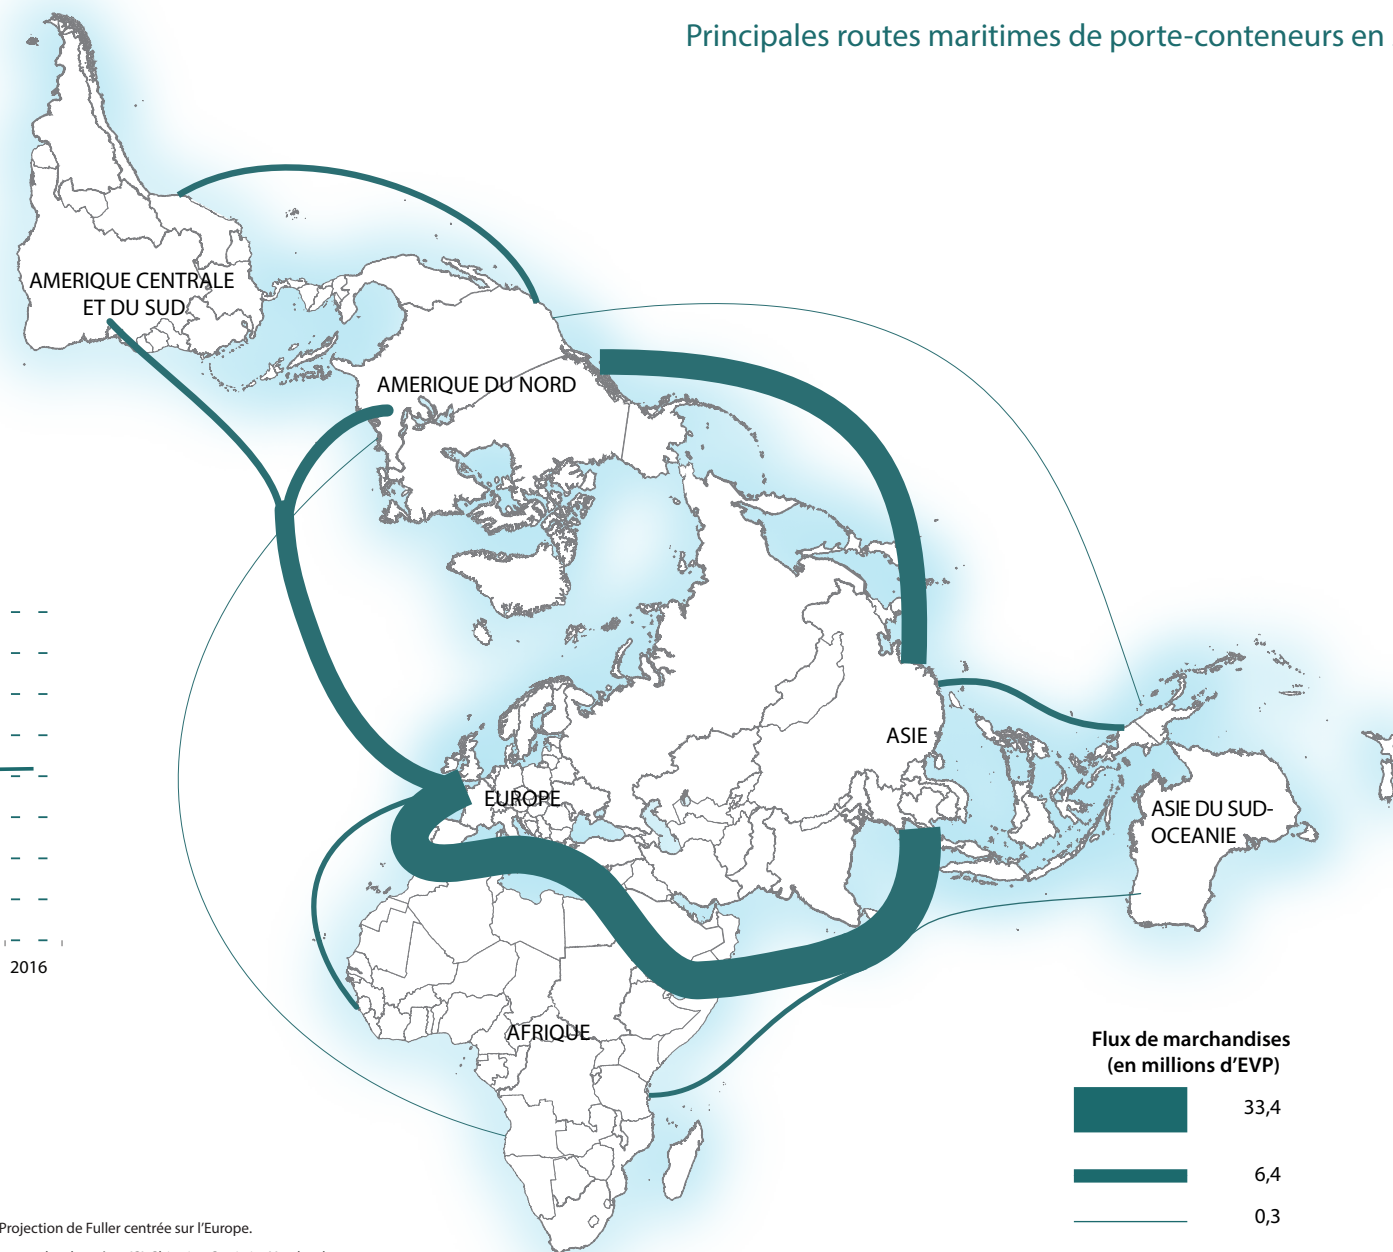 Principales routes maritimes de porte-conteneurs en
AMERIQUE CENTRALE
ET DU SUD
AMERIQUE DU NORD
ASIE
EUROPE
ASIE DU SUD-
OCEANIE
AFRIQUE
2016
Flux de marchandises
(en millions d’EVP)
33,4
6,4
0,3
Projection de Fuller centrée sur l’Europe.